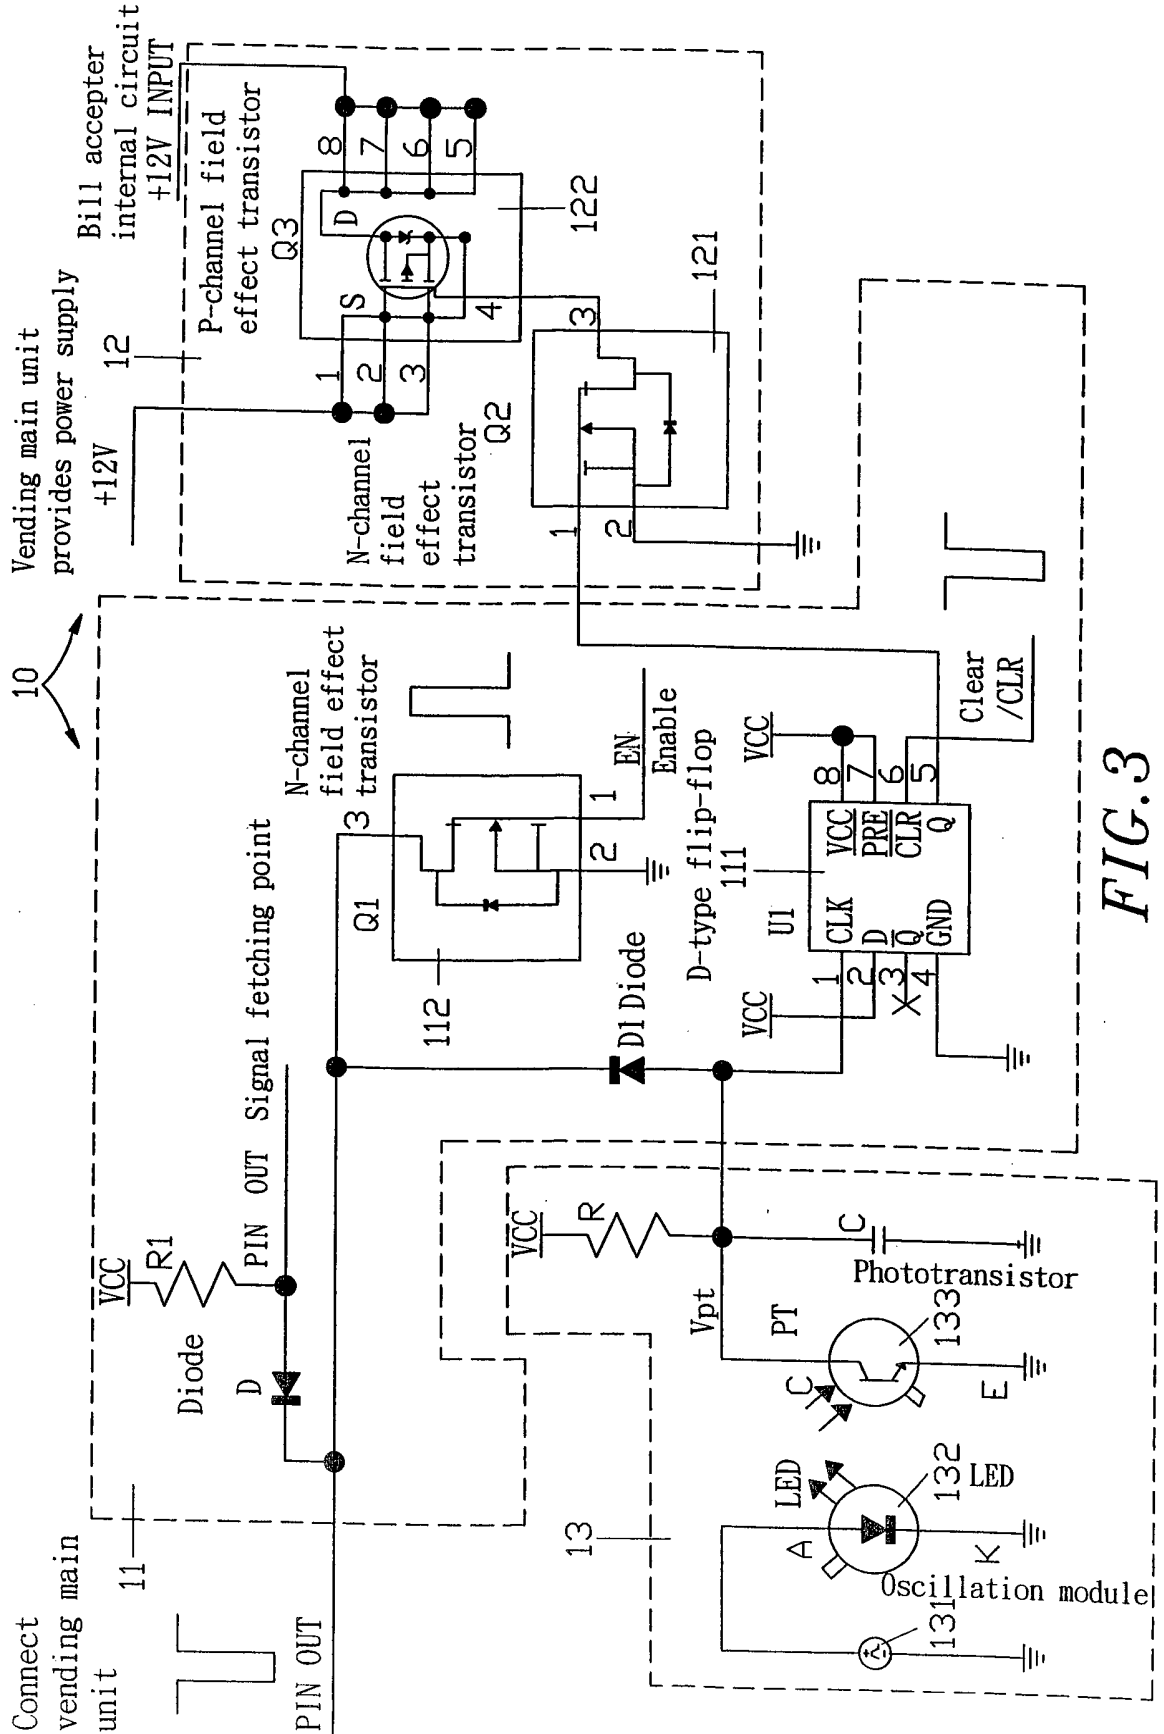 10
Vending main unit
provides power supply
+12V
12
Bill accepter
internal circuit
+12V INPUT
P-channel field
effect transistor
Q3
S
D
1
2
3
4
8
7
6
5
122
N-channel
field
effect
transistor
Q2
1
2
3
121
Connect
vending main
unit
PIN OUT
11
VCC
R1
Diode
D
PIN OUT Signal fetching point
N-channel
field effect
transistor
Q1
3
1
2
112
EN
Enable
D1 Diode
D-type flip-flop
111
U1
VCC
VCC
1
2
3
4
CLK
D
Q
GND
VCC
PRE
CLR
Q
8
7
6
5
X
Clear
/CLR
13
VCC
R
Vpt
C
Phototransistor
PT
C
E
133
LED
A
K
132
LED
Oscillation module
131
FIG.3